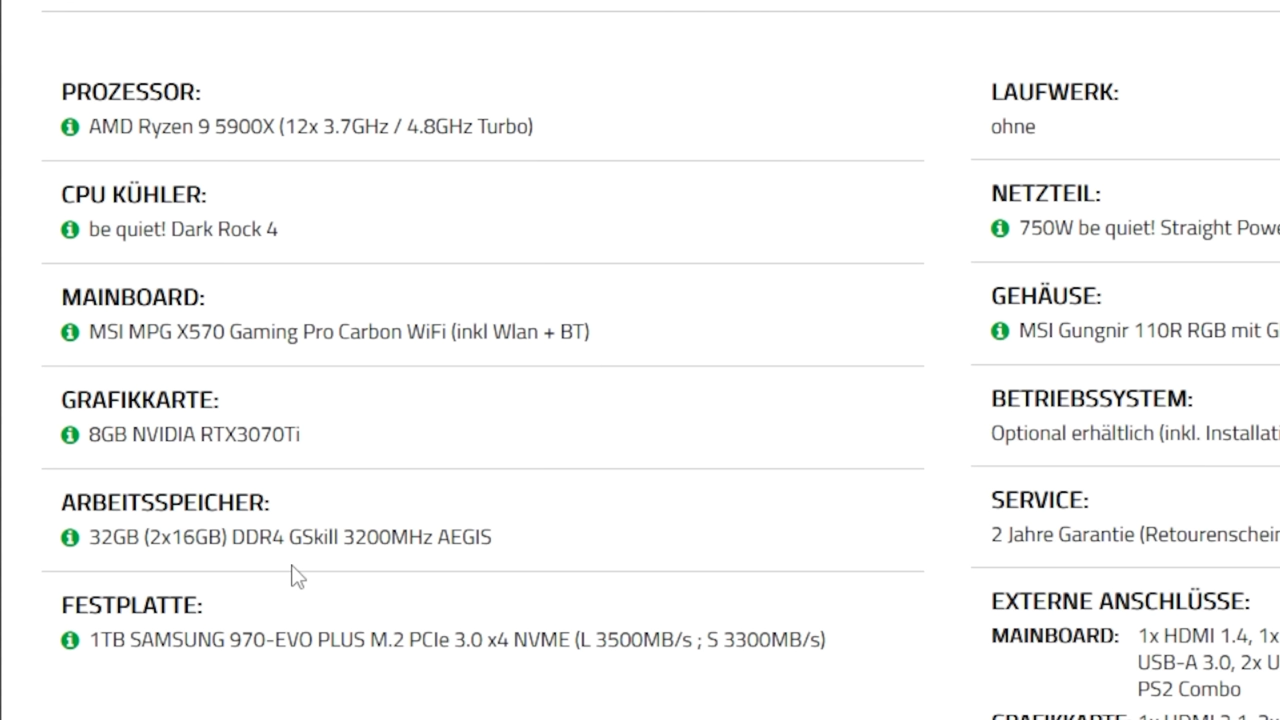 PROZESSOR:
AMD Ryzen 9 5900X (12x 3.7GHz / 4.8GHz Turbo)
CPU KÜHLER:
be quiet! Dark Rock 4
MAINBOARD:
MSI MPG X570 Gaming Pro Carbon WiFi (inkl Wlan + BT)
GRAFIKKARTE:
8GB NVIDIA RTX3070Ti
ARBEITSSPEICHER:
32GB (2x16GB) DDR4 GSkill 3200MHz AEGIS
FESTPLATTE:
1TB SAMSUNG 970-EVO PLUS M.2 PCIe 3.0 x4 NVME (L 3500MB/s ; S 3300MB/s)
LAUFWERK:
ohne
NETZTEIL:
750W be quiet! Straight
GEHÄUSE:
MSI Gungnir 110R RGB mit
BETRIEBSSYSTEM:
Optional erhältlich (inkl.
SERVICE:
2 Jahre Garantie
EXTERNE ANSCHLÜSSE:
MAINBOARD: 1x HDMI 1.4, 1x
USB-A 3.0, 2x
PS2 Combo